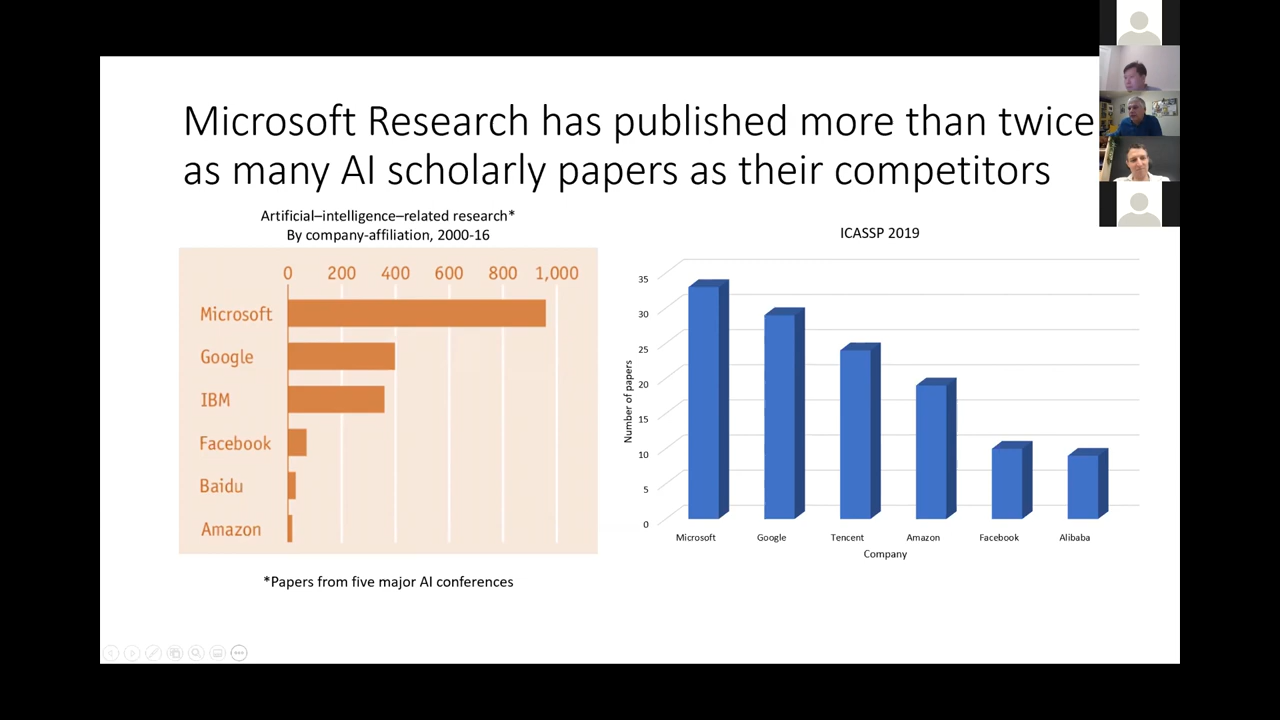 Microsoft Research has published more than twice
as many AI scholarly papers as their competitors
Artificial–intelligence–related research*
By company-affiliation, 2000-16
0 200 400 600 800 1,000
Microsoft
Google
IBM
Facebook
Baidu
Amazon
*Papers from five major AI conferences
ICASSP 2019
Number of papers
35
30
25
20
15
10
5
0
Microsoft Google Tencent Amazon Facebook Alibaba
Company